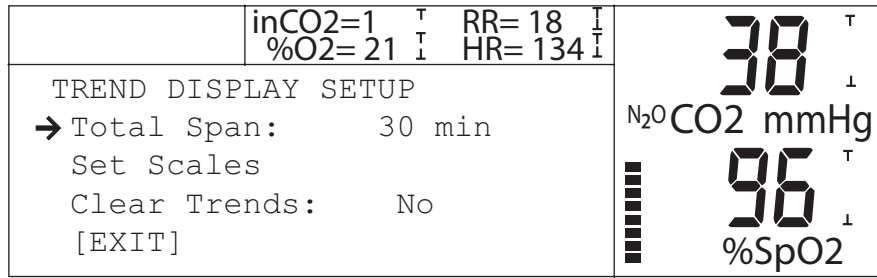 inCO2=1 RR= 18
%O2= 21 HR= 134
TREND DISPLAY SETUP
→ Total Span: 30 min
Set Scales
Clear Trends: No
[EXIT]
38
N₂O CO2 mmHg
96
%SpO2